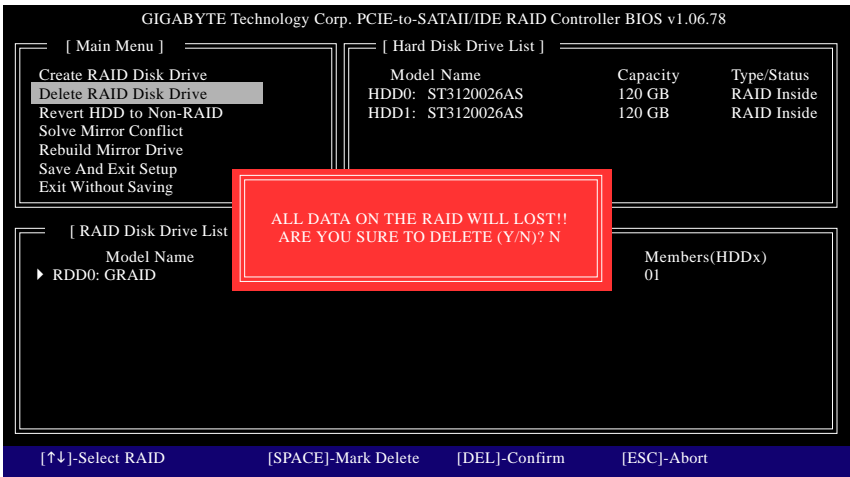 GIGABYTE Technology Corp. PCIE-to-SATAII/IDE RAID Controller BIOS v1.06.78
[ Main Menu ]
Create RAID Disk Drive
Delete RAID Disk Drive
Revert HDD to Non-RAID
Solve Mirror Conflict
Rebuild Mirror Drive
Save And Exit Setup
Exit Without Saving
[ Hard Disk Drive List ]
Model Name Capacity Type/Status
HDD0: ST3120026AS 120 GB RAID Inside
HDD1: ST3120026AS 120 GB RAID Inside
ALL DATA ON THE RAID WILL LOST!!
ARE YOU SURE TO DELETE (Y/N)? N
[ RAID Disk Drive List
Model Name Members(HDDx)
RDD0: GRAID 01
[↑↓]-Select RAID [SPACE]-Mark Delete [DEL]-Confirm [ESC]-Abort